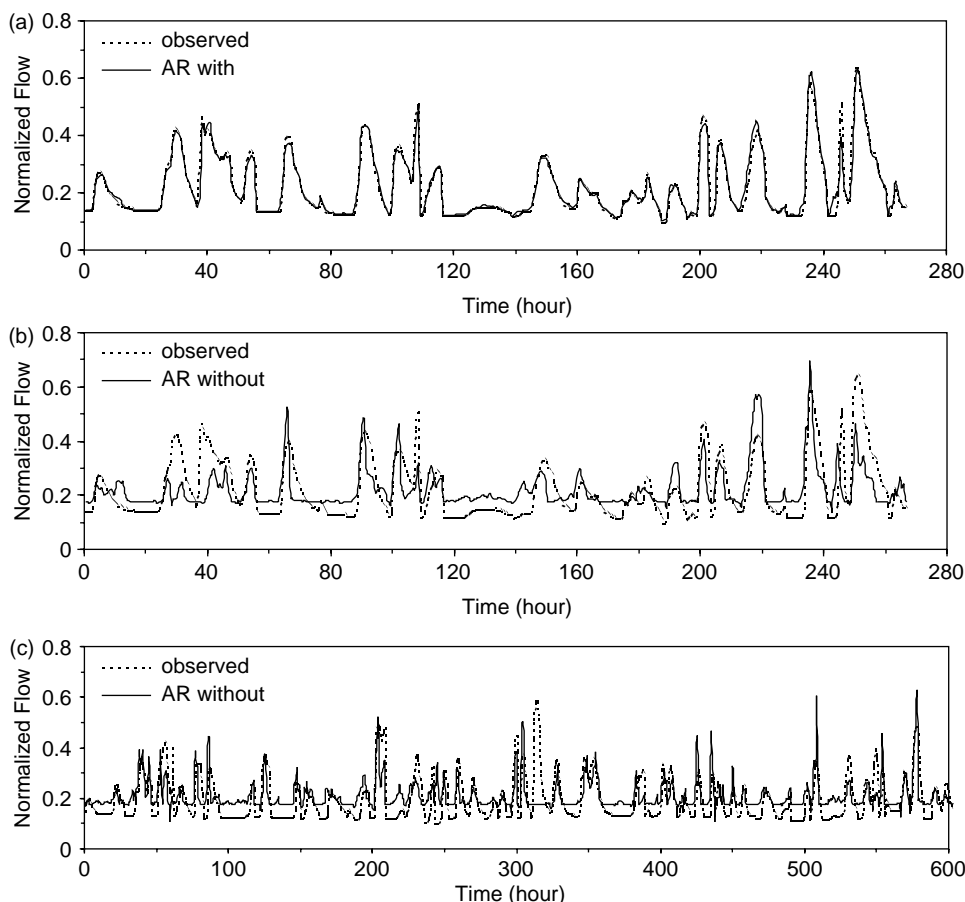 (a)
0.8
observed
AR with
0.6
Normalized Flow
0.4
0.2
0
0 40 80 120 160 200 240 280
Time (hour)
(b)
0.8
observed
AR without
0.6
Normalized Flow
0.4
0.2
0
0 40 80 120 160 200 240 280
Time (hour)
(c)
0.8
observed
AR without
0.6
Normalized Flow
0.4
0.2
0
0 100 200 300 400 500 600
Time (hour)